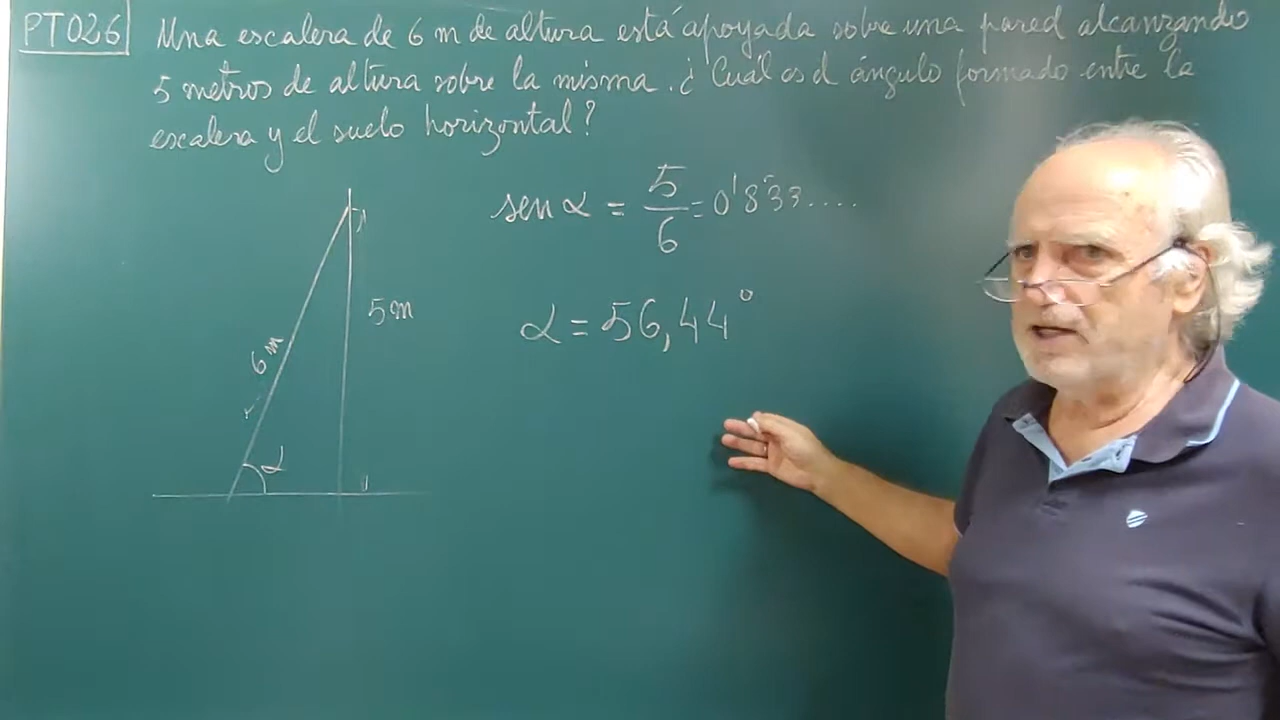 PT026
Una escalera de 6 m de altura está apoyada sobre una pared alcanzando
5 metros de altura sobre la misma. ¿Cuál es el ángulo formado entre la
escalera y el suelo horizontal?
sen α = 5/6 = 0'833....
5 m
α = 56,44°
6 m
α